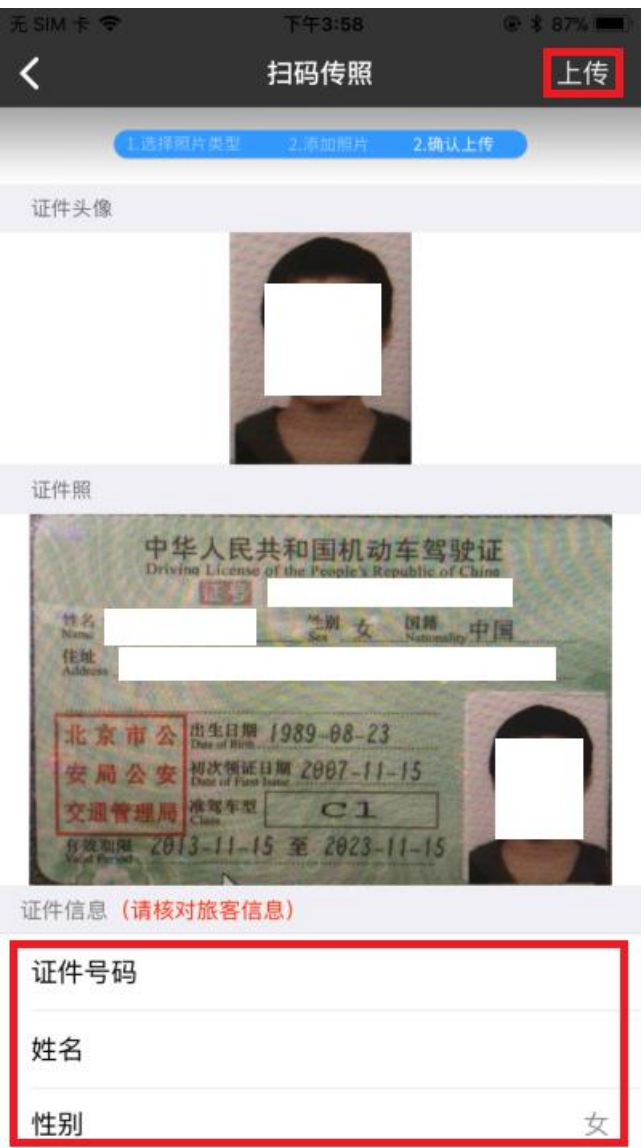 无 SIM 卡 下午3:58 87%
扫码传照 上传
1.选择照片类型 2.添加照片 2.确认上传
证件头像
证件照
中华人民共和国机动车驾驶证
Driving License of the People's Republic of China
证号
姓名 性别 女 国籍 中国
Name Sex Nationality
住址
Address
北京市公
安局公安
交通管理局
出生日期 1989-08-23
Date of Birth
初次领证日期 2007-11-15
Date of First Issue
准驾车型 C1
Class
有效期限 2013-11-15 至 2023-11-15
Valid Period
证件信息（请核对旅客信息）
证件号码
姓名
性别 女